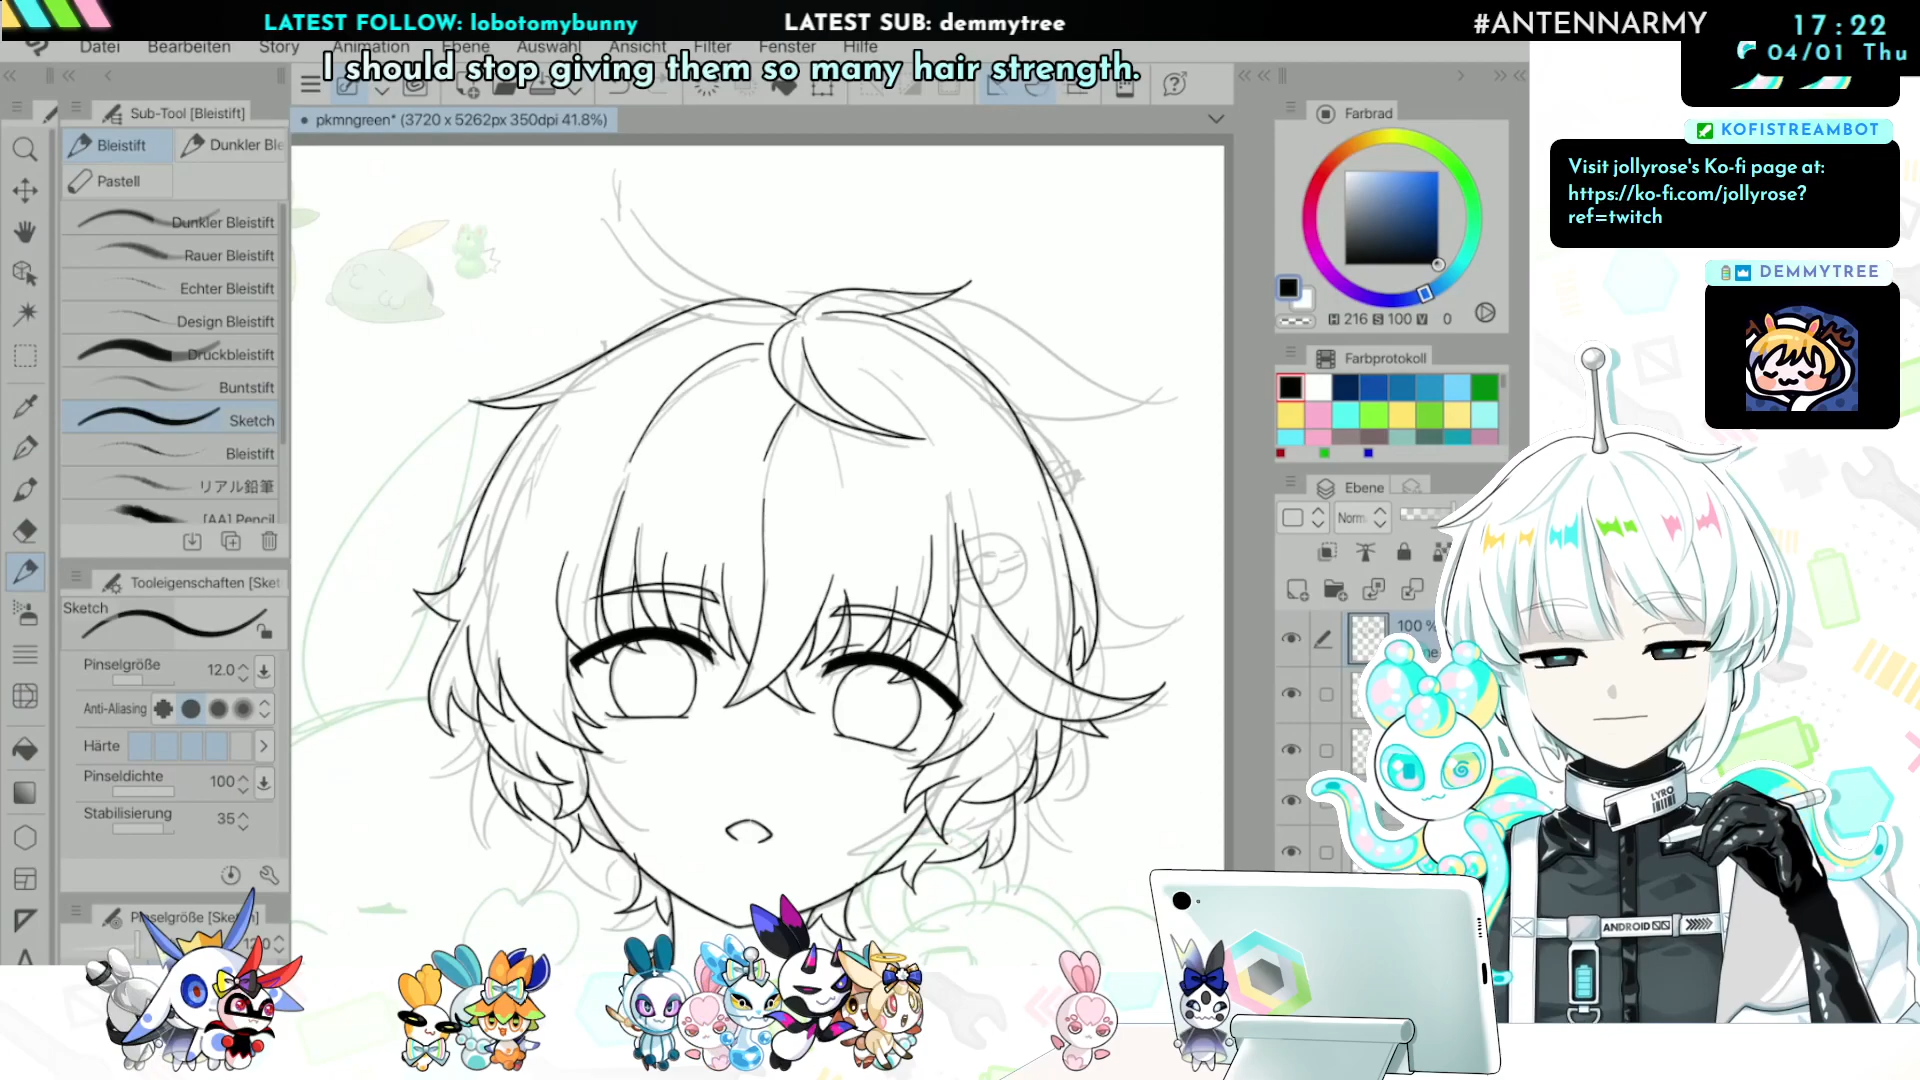 LATEST FOLLOW: lobotomybunny
LATEST SUB: demmytree
#ANTENNARMY
17:22
04/01 Thu
Datei Bearbeiten Story Animation Ebene Auswahl Ansicht Filter Fenster Hilfe
I should stop giving them so many hair strength.
Sub-Tool [Bleistift]
pkmngreen* (3720 x 5262px 350dpi 41.8%)
Bleistift
Dunkler Ble
Pastell
Dunkler Bleistift
Rauer Bleistift
Echter Bleistift
Design Bleistift
Druckbleistift
Buntstift
Sketch
Bleistift
リアル鉛筆
[AA] Pencil
Tooleigenschaften [Sket
Sketch
Pinselgröße 12.0
Anti-Aliasing
Härte
Pinseldichte 100
Stabilisierung 35
Pinselgröße [Sketch]
Farbrad
H 216 S 100 V 0
Farbprotokoll
Ebene
Norm
100 %
KOFISTREAMBOT
Visit jollyrose's Ko-fi page at:
https://ko-fi.com/jollyrose?
ref=twitch
DEMMYTREE
LYRO
ANDROID